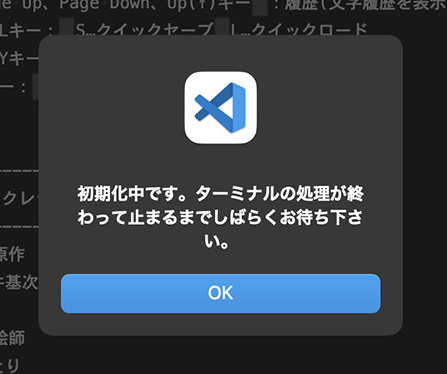 ge Up、Page Down、Up(↑)キー：履歴(文字履歴を表示
Lキー：S…クイックセーブ L…クイックロード
Yキー
ー：
クレ
原作
基次
絵師
とり
初期化中です。ターミナルの処理が終
わって止まるまでしばらくお待ち下さ
い。
OK